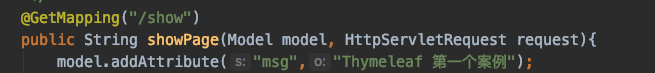 @GetMapping("/show")
public String showPage(Model model, HttpServletRequest request){
model.addAttribute( s: "msg", o: "Thymeleaf 第一个案例");